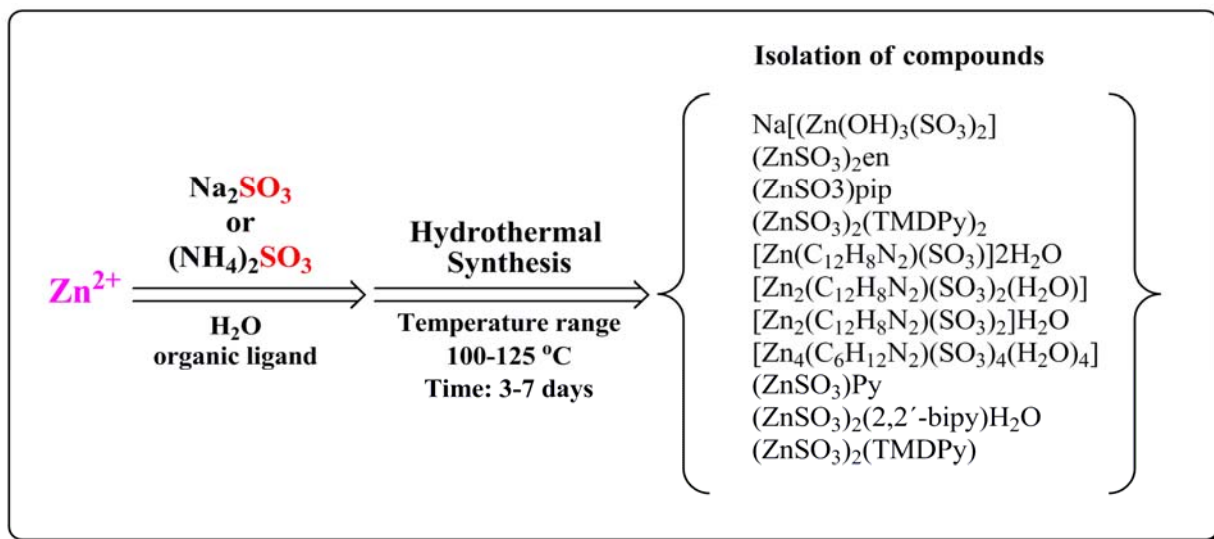 Isolation of compounds
Zn²⁺
Na₂SO₃
or
(NH₄)₂SO₃
H₂O
organic ligand
Hydrothermal
Synthesis
Temperature range
100-125 ºC
Time: 3-7 days
Na[(Zn(OH)₃(SO₃)₂]
(ZnSO₃)₂en
(ZnSO3)pip
(ZnSO₃)₂(TMDPy)₂
[Zn(C₁₂H₈N₂)(SO₃)]2H₂O
[Zn₂(C₁₂H₈N₂)(SO₃)₂(H₂O)]
[Zn₂(C₁₂H₈N₂)(SO₃)₂]H₂O
[Zn₄(C₆H₁₂N₂)(SO₃)₄(H₂O)₄]
(ZnSO₃)Py
(ZnSO₃)₂(2,2´-bipy)H₂O
(ZnSO₃)₂(TMDPy)